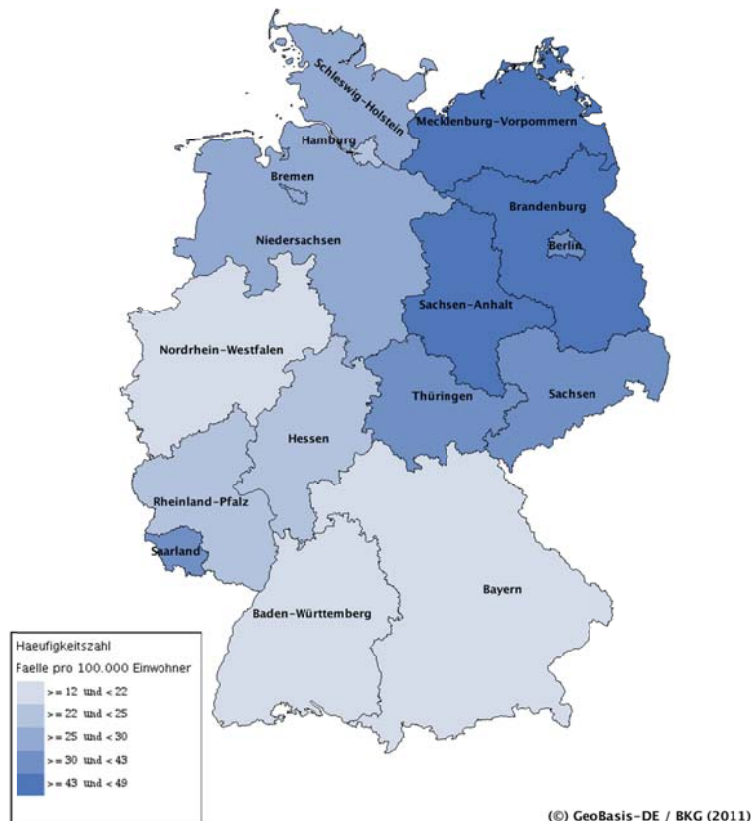 Schleswig-Holstein
Mecklenburg-Vorpommern
Hamburg
Bremen
Brandenburg
Niedersachsen
Berlin
Sachsen-Anhalt
Nordrhein-Westfalen
Thüringen
Sachsen
Hessen
Rheinland-Pfalz
Saarland
Bayern
Baden-Württemberg
Haeufigkeitszahl
Faelle pro 100.000 Einwohner
>= 12 und < 22
>= 22 und < 25
>= 25 und < 30
>= 30 und < 43
>= 43 und < 49
(©) GeoBasis-DE / BKG (2011)